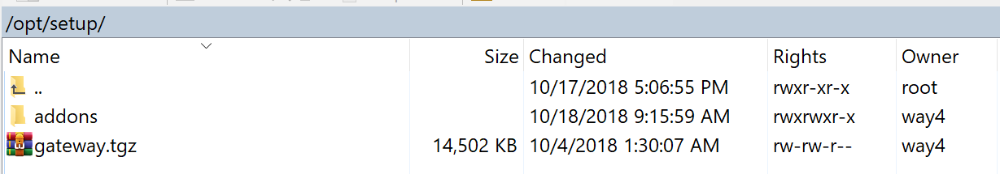 /opt/setup/
Name Size Changed Rights Owner
.. 10/17/2018 5:06:55 PM rwxr-xr-x root
addons 10/18/2018 9:15:59 AM rwxrwxr-x way4
gateway.tgz 14,502 KB 10/4/2018 1:30:07 AM rw-rw-r-- way4